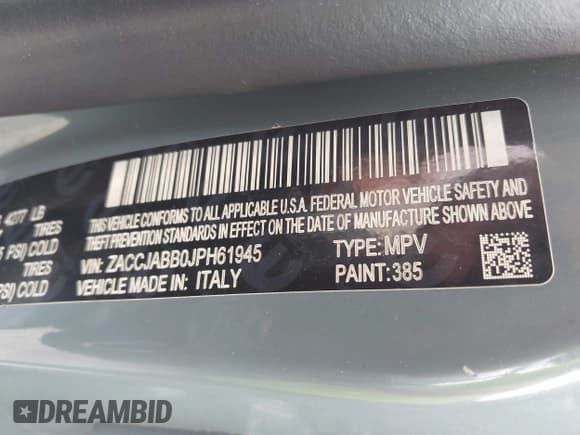 4777 LB
TIRES
PSI) COLD
TIRES
PSI) COLD
THIS VEHICLE CONFORMS TO ALL APPLICABLE U.S.A. FEDERAL MOTOR VEHICLE SAFETY AND
THEFT PREVENTION STANDARDS IN EFFECT ON THE DATE OF MANUFACTURE SHOWN ABOVE.
VIN: ZACCJABB0JPH61945 TYPE: MPV
VEHICLE MADE IN: ITALY PAINT: 385
DREAMBID